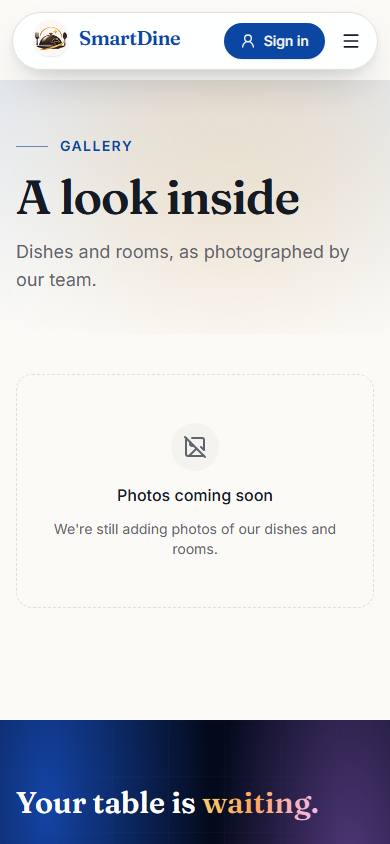 SmartDine
Sign in
GALLERY
A look inside
Dishes and rooms, as photographed by
our team.
Photos coming soon
We're still adding photos of our dishes and
rooms.
Your table is waiting.